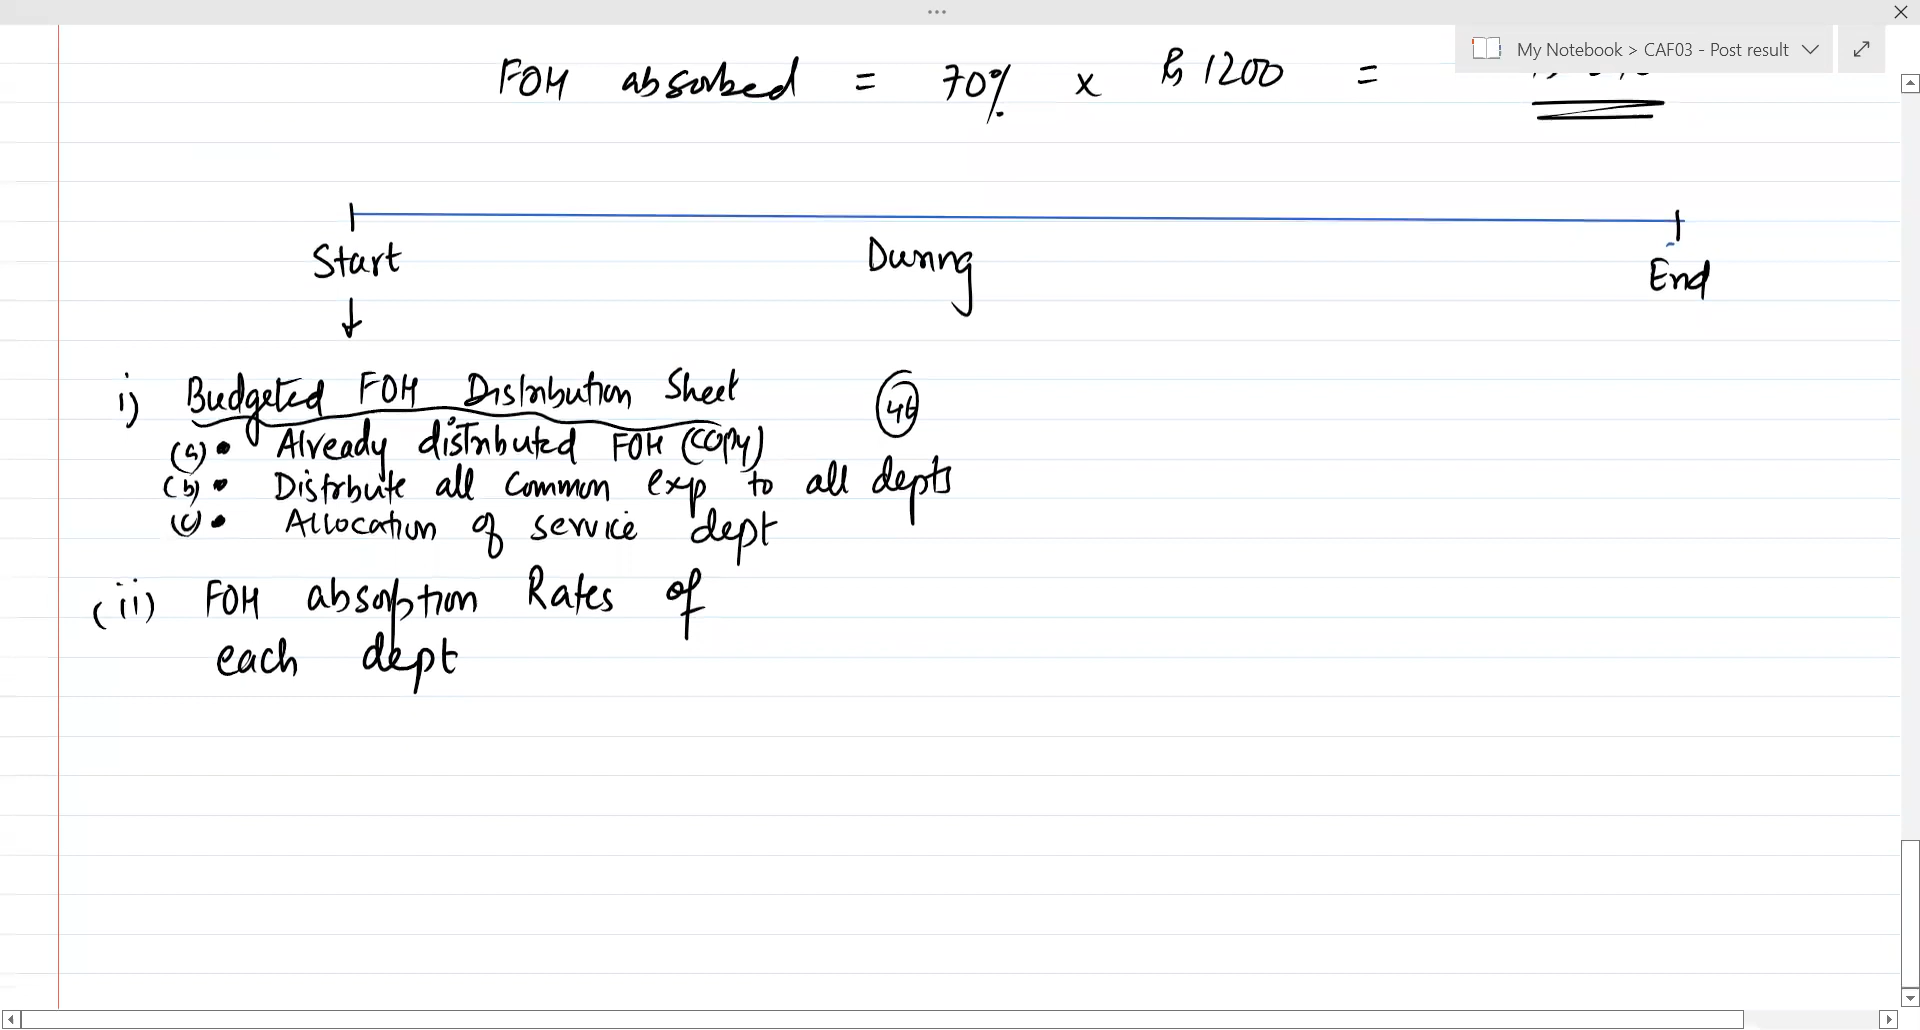 My Notebook > CAF03 - Post result
FOH absorbed = 70% x Rs 1200 =
Start During End
i) Budgeted FOH Distribution Sheet 46
(a) • Already distributed FOH (copy)
(b) • Distribute all common exp to all depts
(c) • Allocation of service dept
(ii) FOH absorption Rates of
each dept